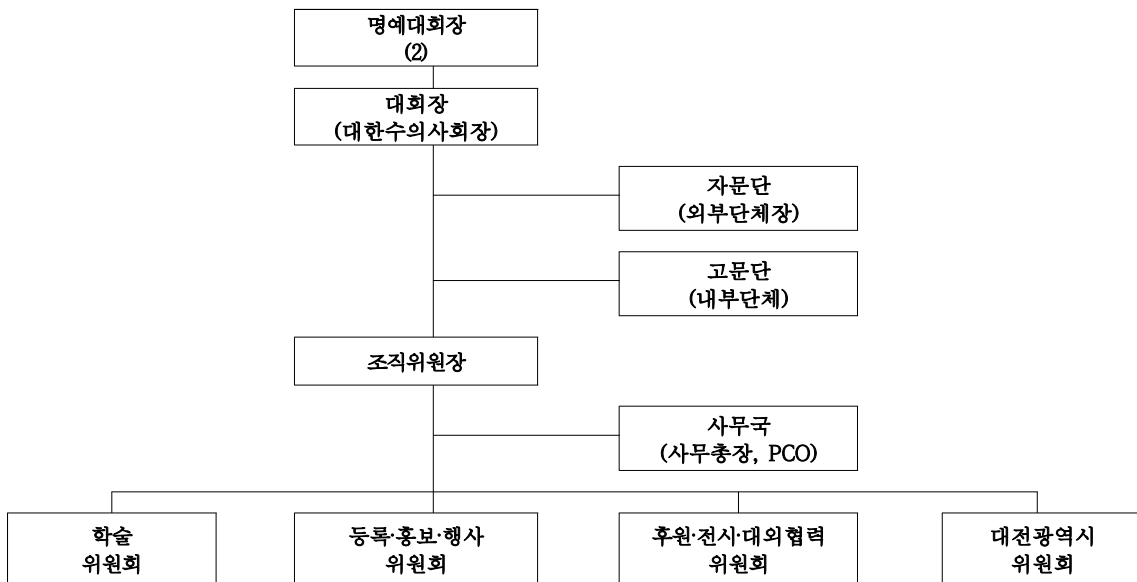 명예대회장
(2)
대회장
(대한수의사회장)
자문단
(외부단체장)
고문단
(내부단체)
조직위원장
사무국
(사무총장, PCO)
학술
위원회
등록·홍보·행사
위원회
후원·전시·대외협력
위원회
대전광역시
위원회